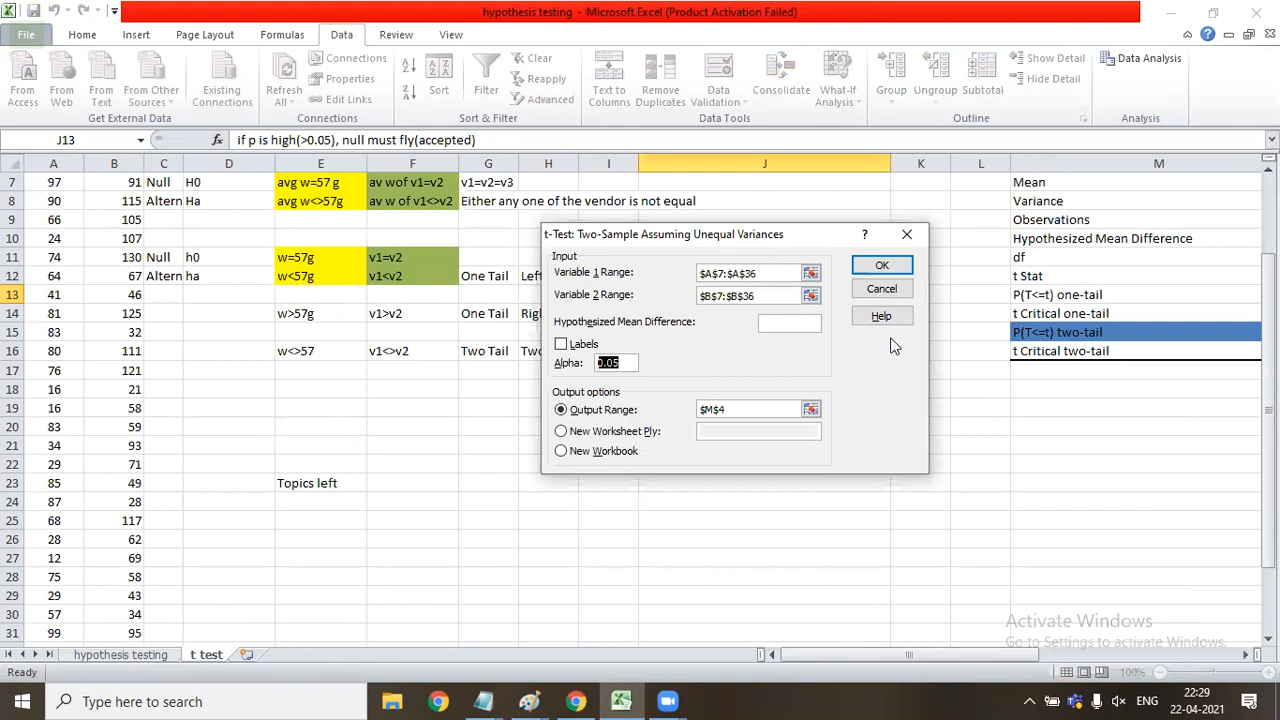 hypothesis testing - Microsoft Excel (Product Activation Failed)
File Home Insert Page Layout Formulas Data Review View
From Access
From Web
From Text
From Other Sources
Existing Connections
Get External Data
Refresh All
Connections
Properties
Edit Links
Connections
Sort
Filter
Clear
Reapply
Advanced
Sort & Filter
Text to Columns
Remove Duplicates
Data Validation
Consolidate
What-If Analysis
Data Tools
Group
Ungroup
Subtotal
Show Detail
Hide Detail
Outline
Data Analysis
Analysis
J13 fx if p is high(>0.05), null must fly(accepted)
A B C D E F G H I J K L M
7 97 91 Null H0 avg w=57 g av wof v1=v2 v1=v2=v3 Mean
8 90 115 Altern Ha avg w<>57g av w of v1<>v2 Either any one of the vendor is not equal Variance
9 66 105 Observations
10 24 107 Hypothesized Mean Difference
11 74 130 Null h0 w=57g v1=v2 df
12 64 67 Altern ha w<57g v1<v2 One Tail Left t Stat
13 41 46 P(T<=t) one-tail
14 81 125 w>57g v1>v2 One Tail Righ t Critical one-tail
15 83 32 P(T<=t) two-tail
16 80 111 w<>57 v1<>v2 Two Tail Two t Critical two-tail
17 76 121
18 16 21
19 16 58
20 83 59
21 34 93
22 29 71
23 85 49 Topics left
24 87 28
25 68 117
26 28 62
27 12 69
28 75 58
29 29 43
30 57 34
31 99 95
t-Test: Two-Sample Assuming Unequal Variances ?
Input
Variable 1 Range: $A$7:$A$36
Variable 2 Range: $B$7:$B$36
Hypothesized Mean Difference:
Labels
Alpha: 0.05
Output options
Output Range: $M$4
New Worksheet Ply:
New Workbook
OK
Cancel
Help
Activate Windows
Go to Settings to activate Windows.
hypothesis testing t test
Ready 100%
Type here to search
ENG
22:29
22-04-2021